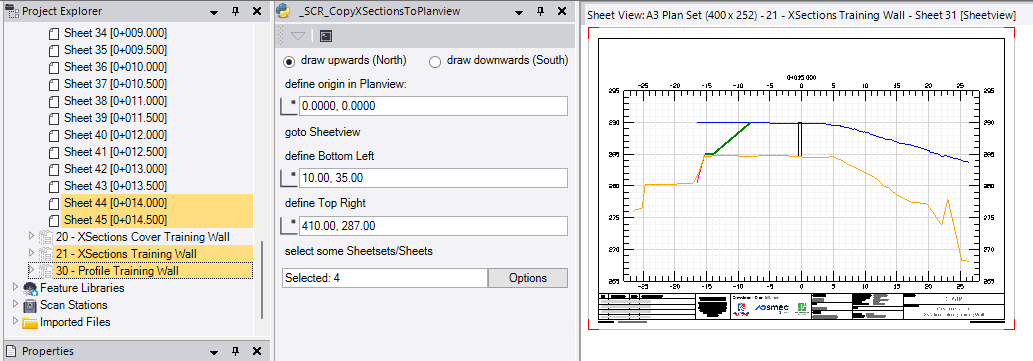 Project Explorer
Sheet 34 [0+009.000]
Sheet 35 [0+009.500]
Sheet 36 [0+010.000]
Sheet 37 [0+010.500]
Sheet 38 [0+011.000]
Sheet 39 [0+011.500]
Sheet 40 [0+012.000]
Sheet 41 [0+012.500]
Sheet 42 [0+013.000]
Sheet 43 [0+013.500]
Sheet 44 [0+014.000]
Sheet 45 [0+014.500]
20 - XSections Cover Training Wall
21 - XSections Training Wall
30 - Profile Training Wall
Feature Libraries
Scan Stations
Imported Files
Properties
_SCR_CopyXSectionsToPlanview
draw upwards (North)
draw downwards (South)
define origin in Planview:
0.0000, 0.0000
goto Sheetview
define Bottom Left
10.00, 35.00
define Top Right
410.00, 287.00
select some Sheetsets/Sheets
Selected: 4
Options
Sheet View: A3 Plan Set (400 x 252) - 21 - XSections Training Wall - Sheet 31 [Sheetview]
-25 -20 -15 -10 -5 0 5 10 15 20 25
295 295
290 290
285 285
280 280
275 275
270 270
265 265
-25 -20 -15 -10 -5 0 5 10 15 20 25
smec